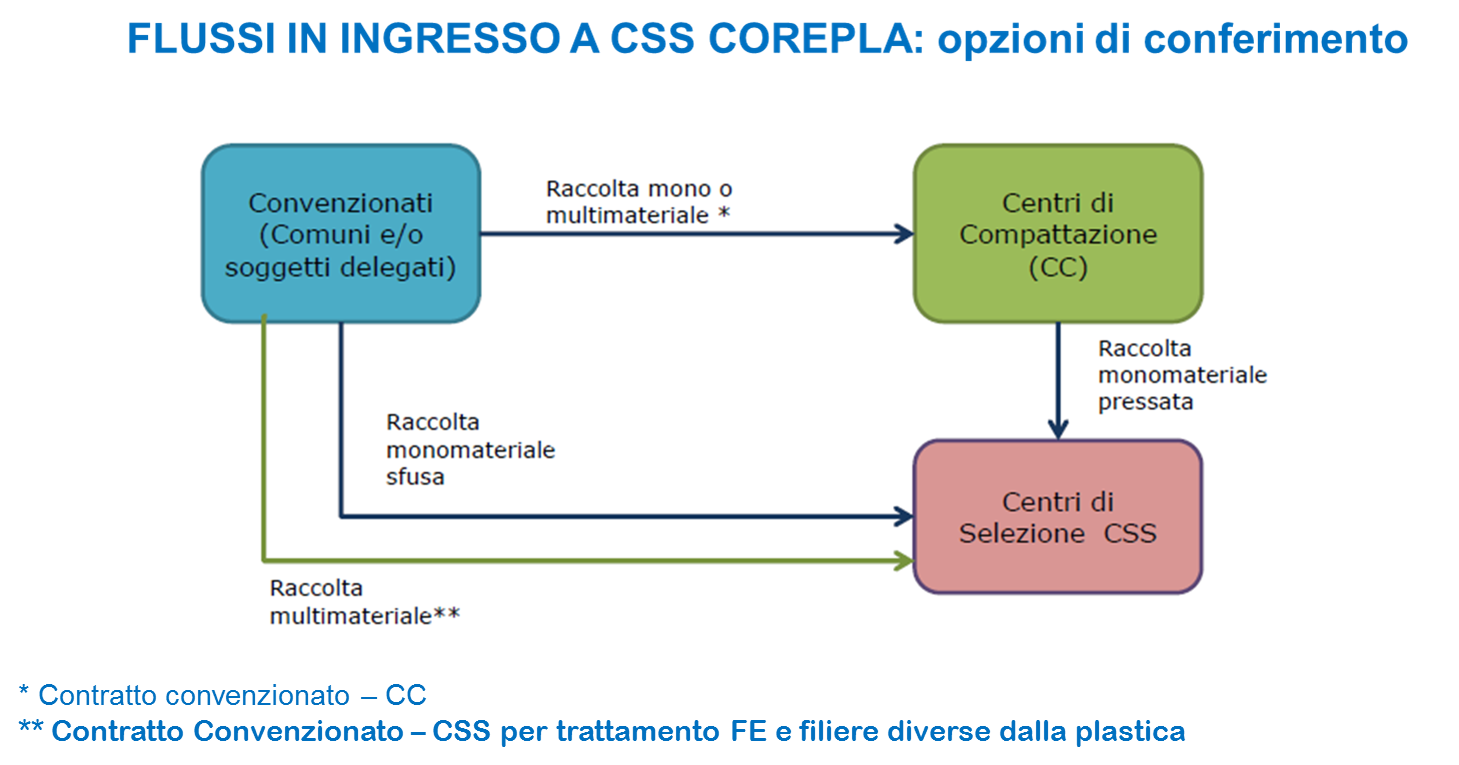 FLUSSI IN INGRESSO A CSS COREPLA: opzioni di conferimento
Convenzionati
(Comuni e/o
soggetti delegati)
Raccolta mono o
multimateriale *
Centri di
Compattazione
(CC)
Raccolta
monomateriale
pressata
Raccolta
monomateriale
sfusa
Centri di
Selezione CSS
Raccolta
multimateriale**
* Contratto convenzionato – CC
** Contratto Convenzionato – CSS per trattamento FE e filiere diverse dalla plastica